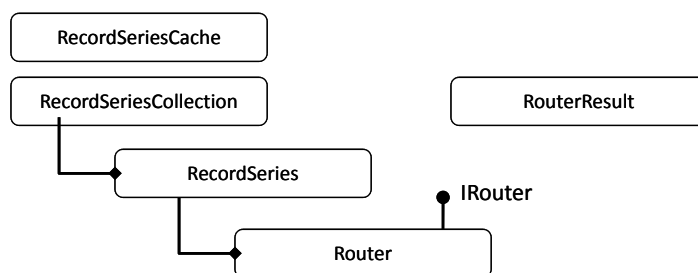 RecordSeriesCache
RecordSeriesCollection
RouterResult
RecordSeries
IRouter
Router